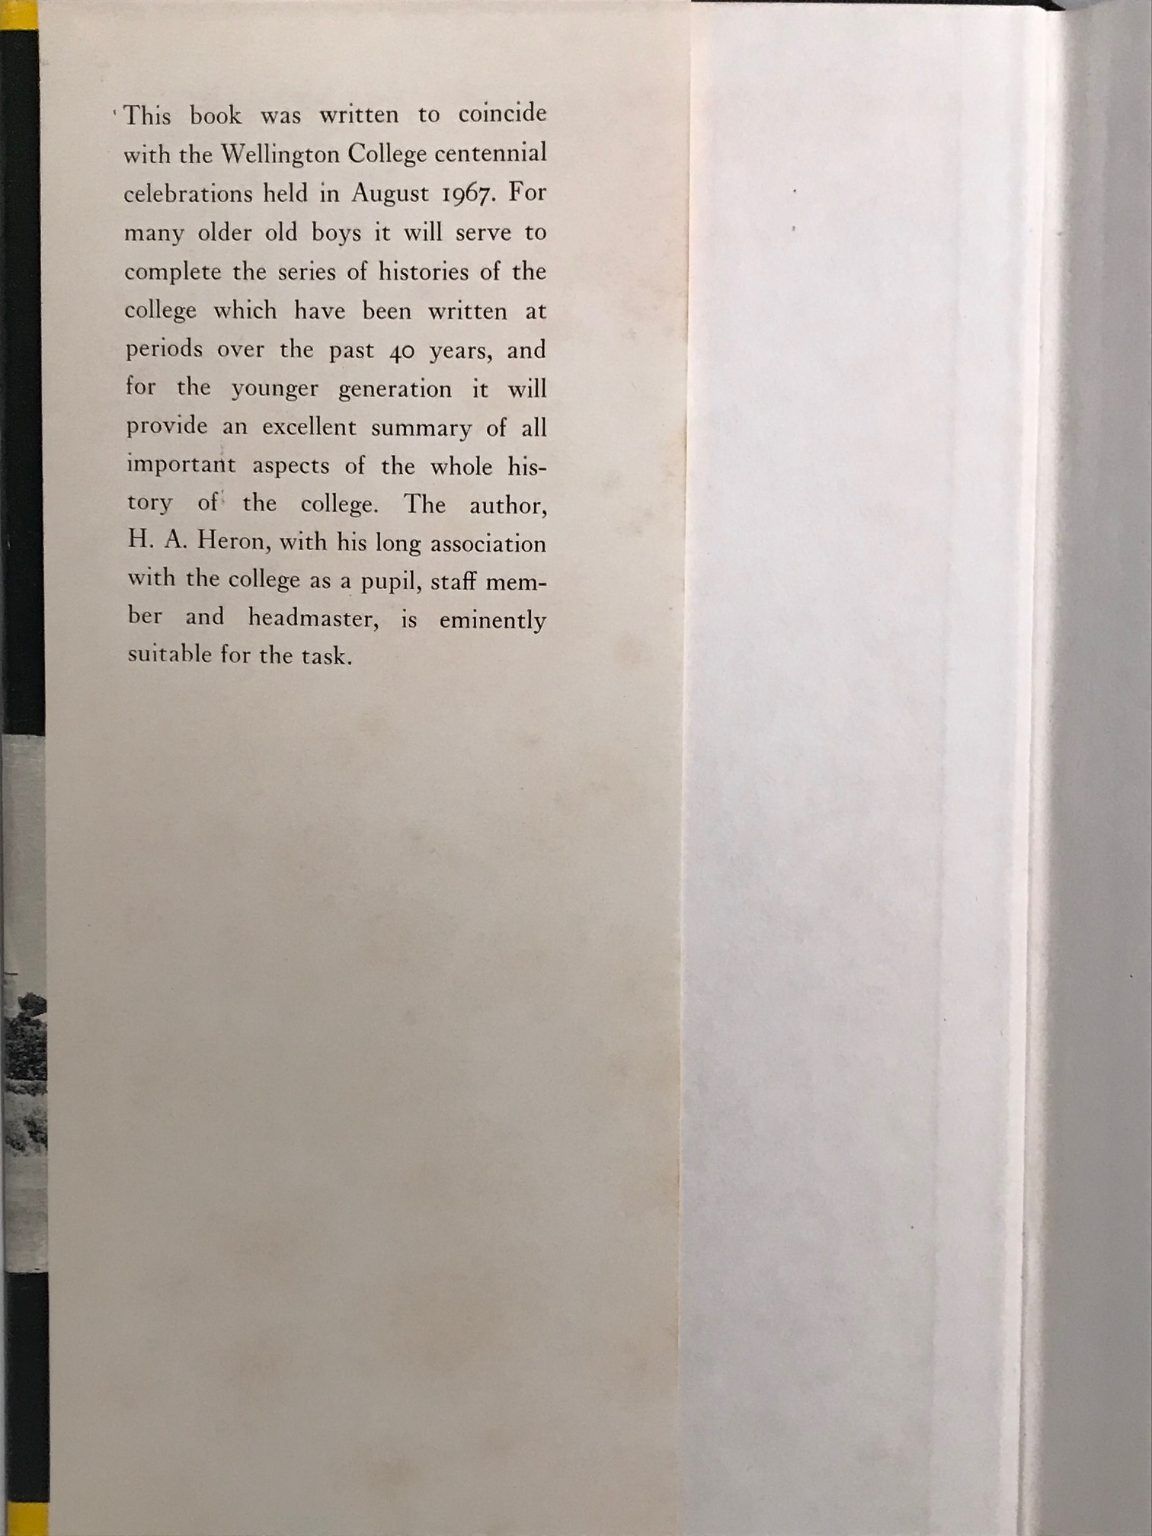 This book was written to coincide
with the Wellington College centennial
celebrations held in August 1967. For
many older old boys it will serve to
complete the series of histories of the
college which have been written at
periods over the past 40 years, and
for the younger generation it will
provide an excellent summary of all
important aspects of the whole his-
tory of the college. The author,
H. A. Heron, with his long association
with the college as a pupil, staff mem-
ber and headmaster, is eminently
suitable for the task.